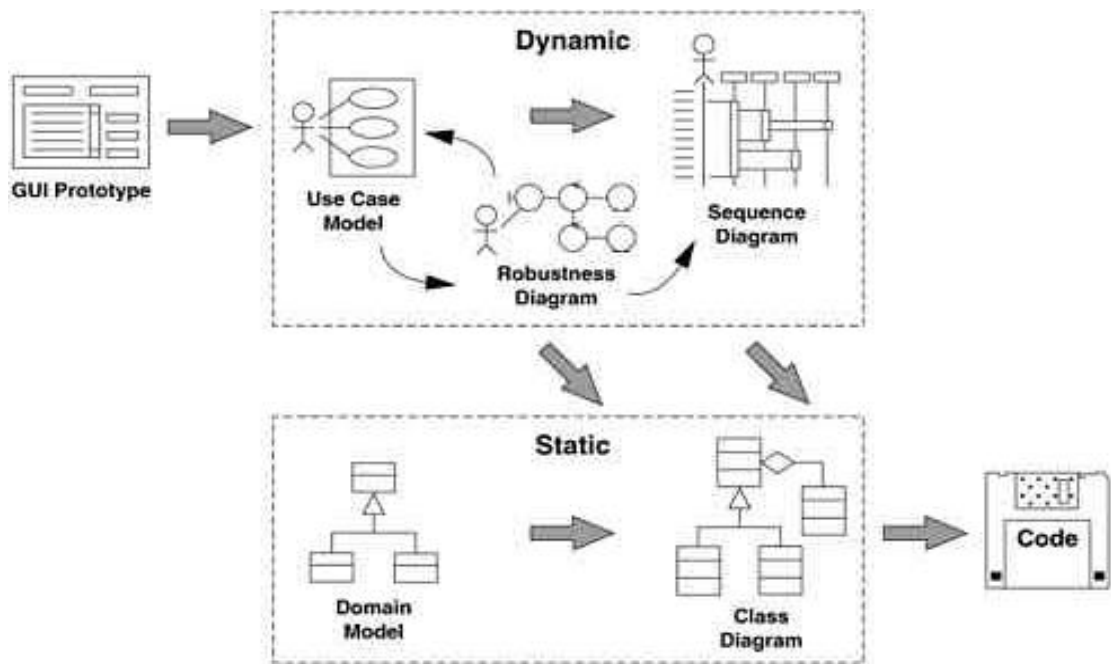 Dynamic
GUI Prototype
Use Case
Model
Robustness
Diagram
Sequence
Diagram
Static
Domain
Model
Class
Diagram
Code